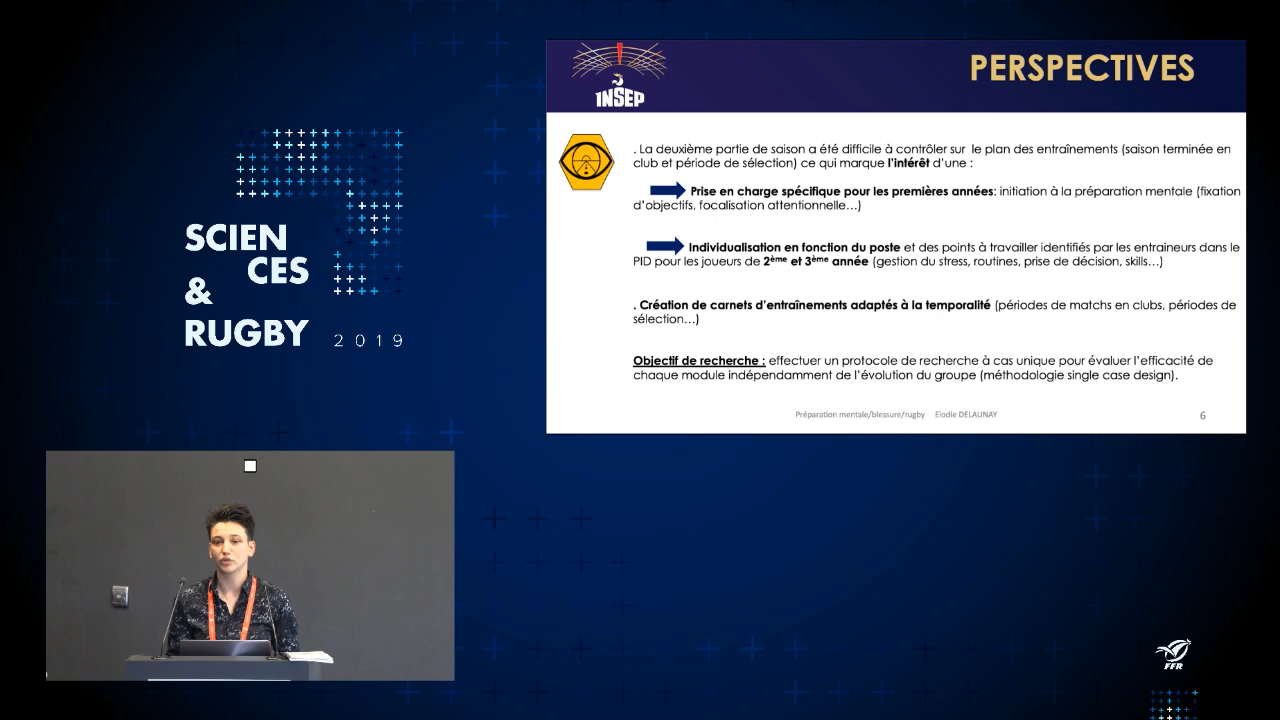 SCIEN
CES
&
RUGBY 2019
INSEP
PERSPECTIVES
. La deuxième partie de saison a été difficile à contrôler sur le plan des entraînements (saison terminée en
club et période de sélection) ce qui marque l'intérêt d'une :
Prise en charge spécifique pour les premières années: initiation à la préparation mentale (fixation
d'objectifs, focalisation attentionnelle…)
Individualisation en fonction du poste et des points à travailler identifiés par les entraineurs dans le
PID pour les joueurs de 2ème et 3ème année (gestion du stress, routines, prise de décision, skills…)
. Création de carnets d'entraînements adaptés à la temporalité (périodes de matchs en clubs, périodes de
sélection…)
Objectif de recherche : effectuer un protocole de recherche à cas unique pour évaluer l'efficacité de
chaque module indépendamment de l'évolution du groupe (méthodologie single case design).
Préparation mentale/blessure/rugby Elodie DELAUNAY 6
FFR